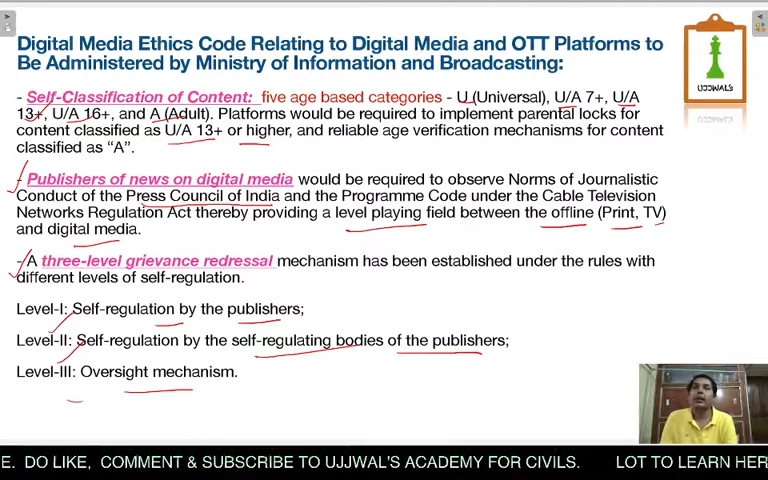 Digital Media Ethics Code Relating to Digital Media and OTT Platforms to
Be Administered by Ministry of Information and Broadcasting:
- Self-Classification of Content: five age based categories - U (Universal), U/A 7+, U/A
13+, U/A 16+, and A (Adult). Platforms would be required to implement parental locks for
content classified as U/A 13+ or higher, and reliable age verification mechanisms for content
classified as “A”.
- Publishers of news on digital media would be required to observe Norms of Journalistic
Conduct of the Press Council of India and the Programme Code under the Cable Television
Networks Regulation Act thereby providing a level playing field between the offline (Print, TV)
and digital media.
- A three-level grievance redressal mechanism has been established under the rules with
different levels of self-regulation.
Level-I: Self-regulation by the publishers;
Level-II: Self-regulation by the self-regulating bodies of the publishers;
Level-III: Oversight mechanism.
UJJWAL'S
E. DO LIKE, COMMENT & SUBSCRIBE TO UJJWAL'S ACADEMY FOR CIVILS. LOT TO LEARN HER